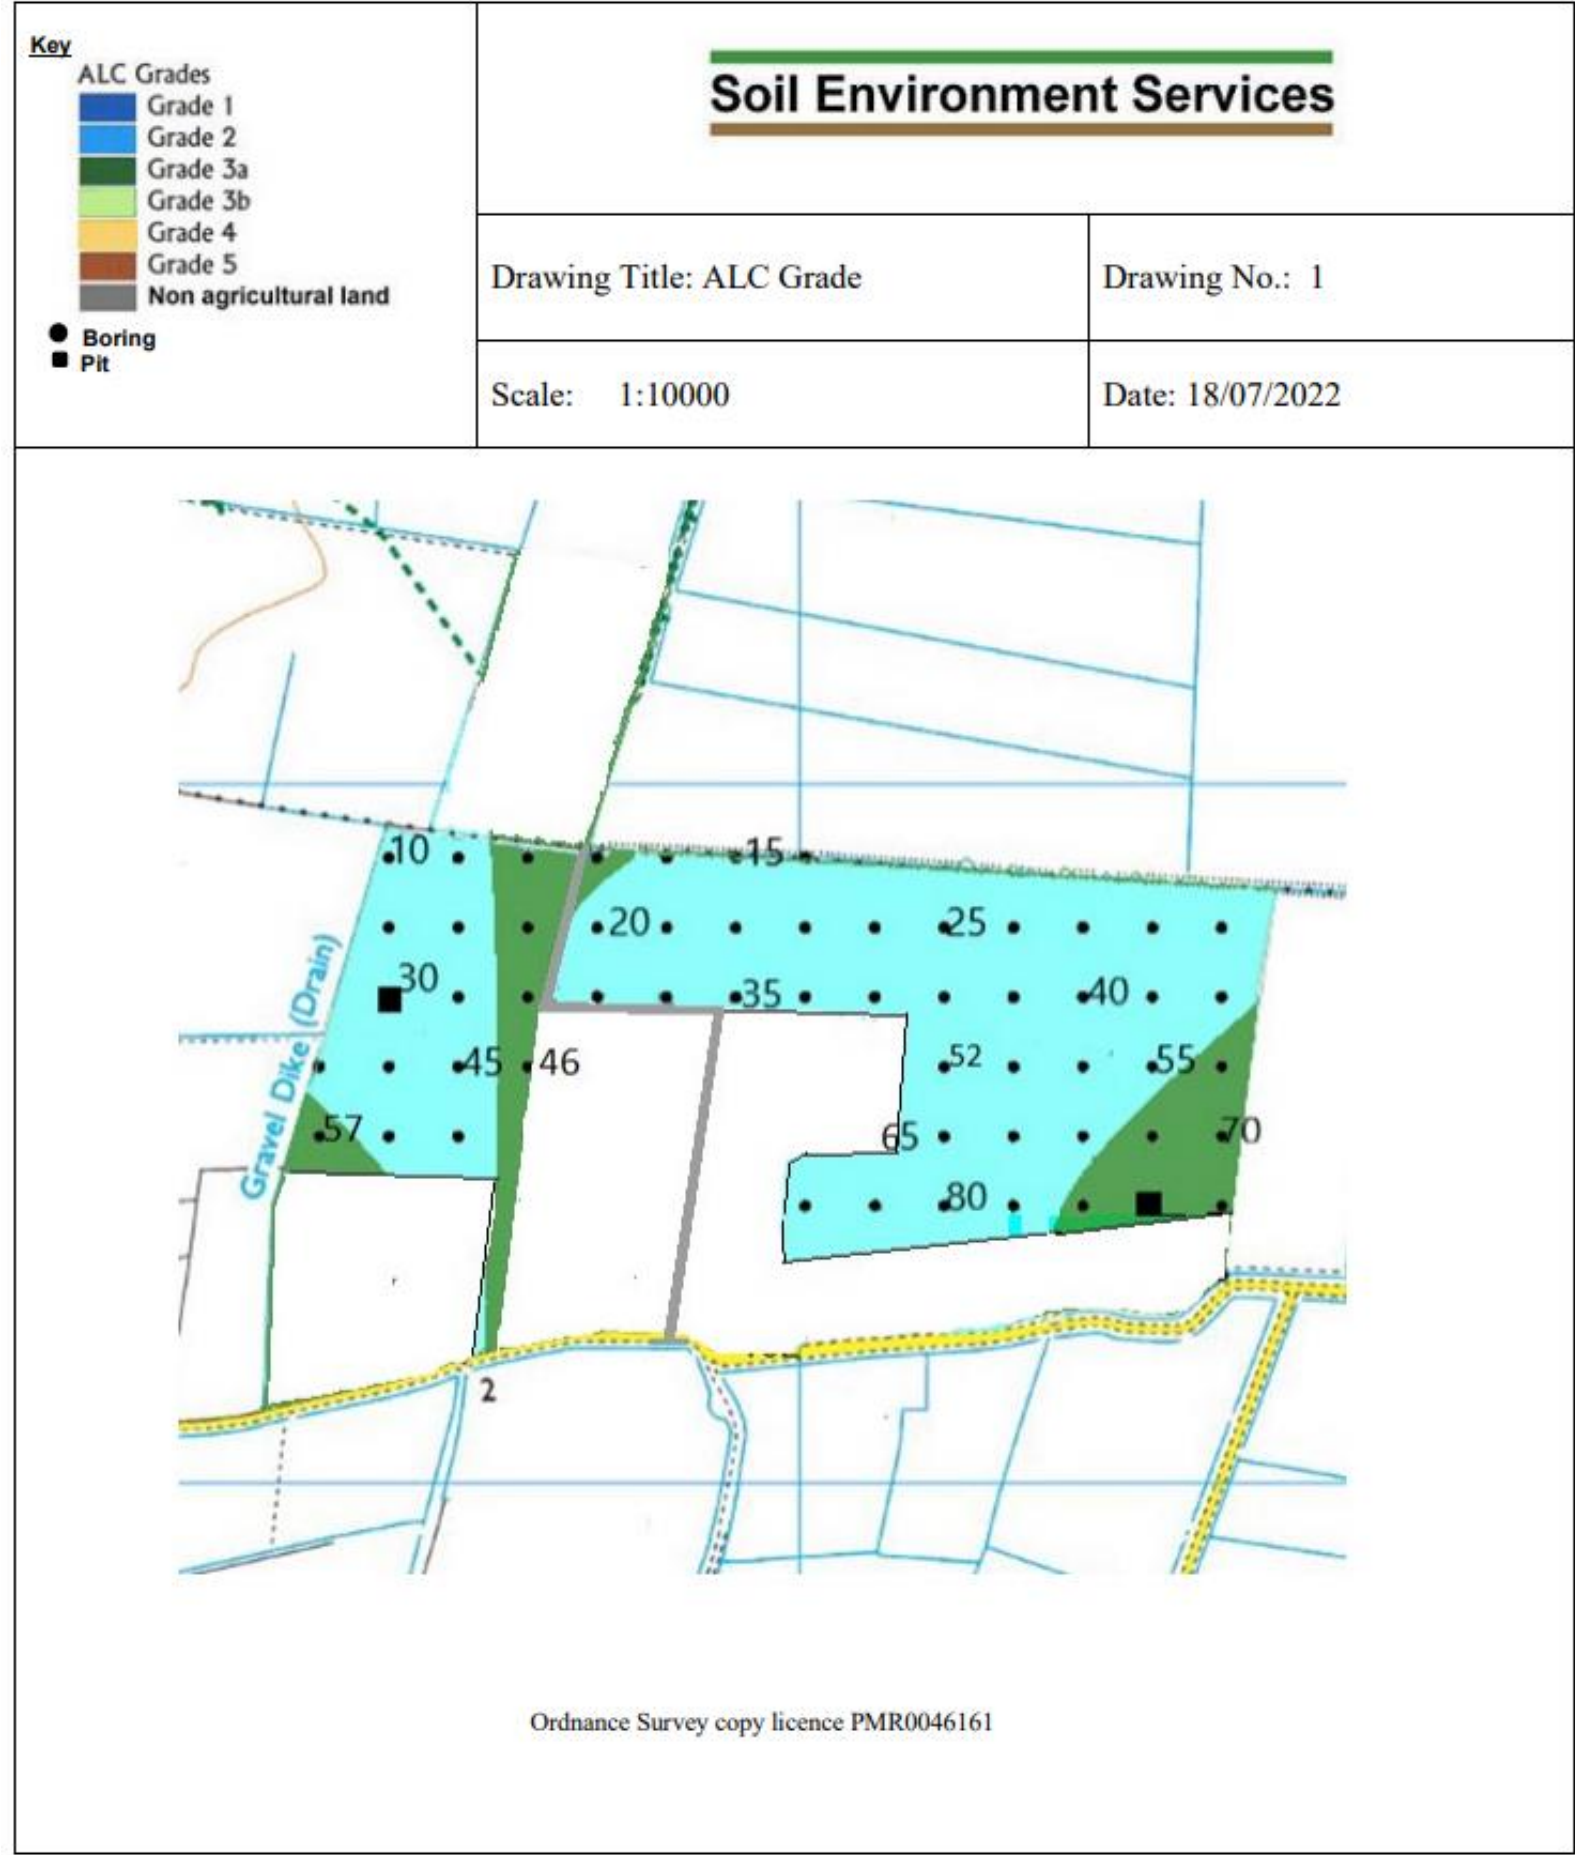 Key
ALC Grades
Grade 1
Grade 2
Grade 3a
Grade 3b
Grade 4
Grade 5
Non agricultural land
Boring
Pit
Soil Environment Services
Drawing Title: ALC Grade
Drawing No.: 1
Scale: 1:10000
Date: 18/07/2022
10
15
20
25
30
35
40
Gravel Dike (Drain)
45
46
52
55
57
65
70
80
2
Ordnance Survey copy licence PMR0046161